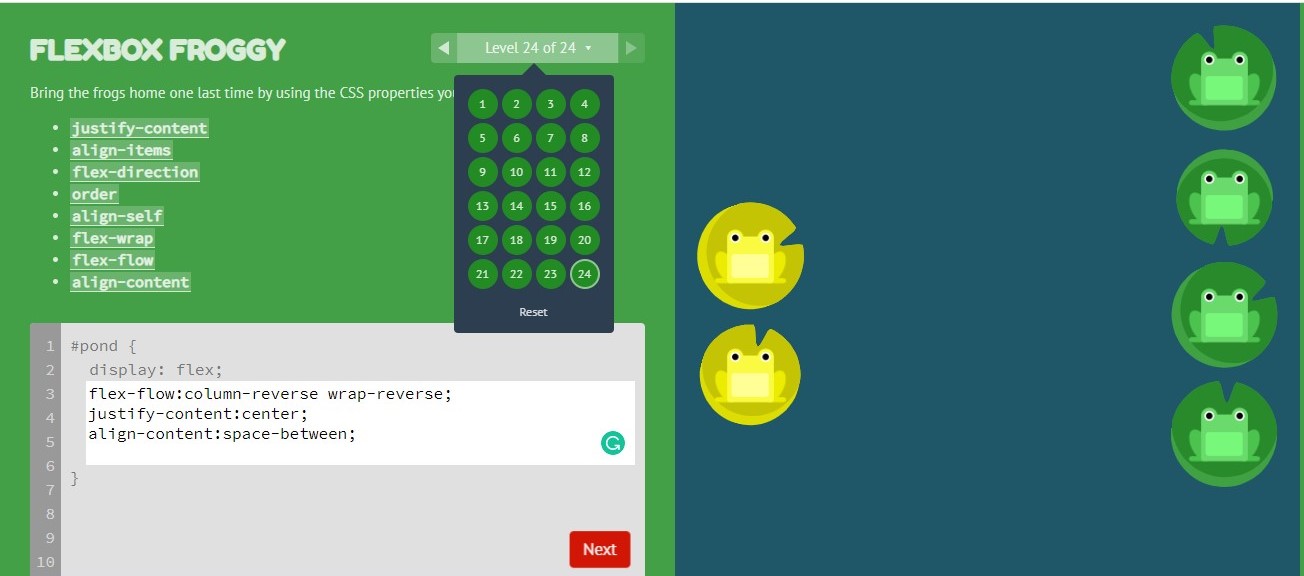 FLEXBOX FROGGY
Level 24 of 24
Bring the frogs home one last time by using the CSS properties
justify-content
align-items
flex-direction
order
align-self
flex-wrap
flex-flow
align-content
1 2 3 4
5 6 7 8
9 10 11 12
13 14 15 16
17 18 19 20
21 22 23 24
Reset
1 #pond {
2 display: flex;
3 flex-flow:column-reverse wrap-reverse;
4 justify-content:center;
5 align-content:space-between;
6
7 }
8
9
10
Next